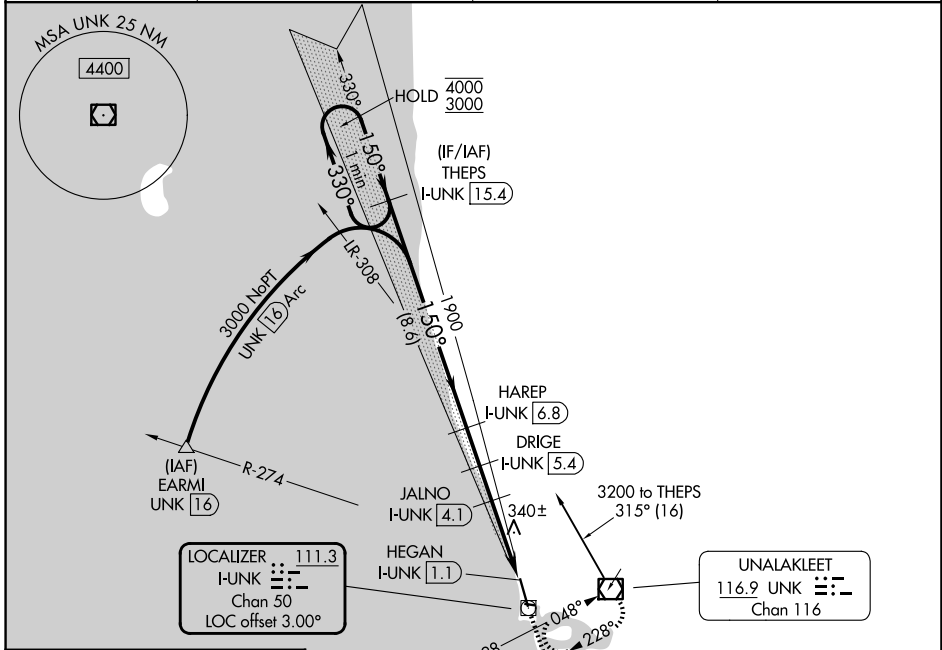 MSA UNK 25 NM
4400
330°
HOLD 4000
3000
150°
1 min
330°
(IF/IAF)
THEPS
I-UNK 15.4
LR-308
3000 NoPT
UNK 16 Arc
(8.6)
150°
1900
HAREP
I-UNK 6.8
DRIGE
I-UNK 5.4
(IAF)
EARMI
UNK 16
R-274
JALNO
I-UNK 4.1
340±
3200 to THEPS
315° (16)
HEGAN
I-UNK 1.1
LOCALIZER 111.3
I-UNK
Chan 50
LOC offset 3.00°
UNALAKLEET
116.9 UNK
Chan 116
048°
228°